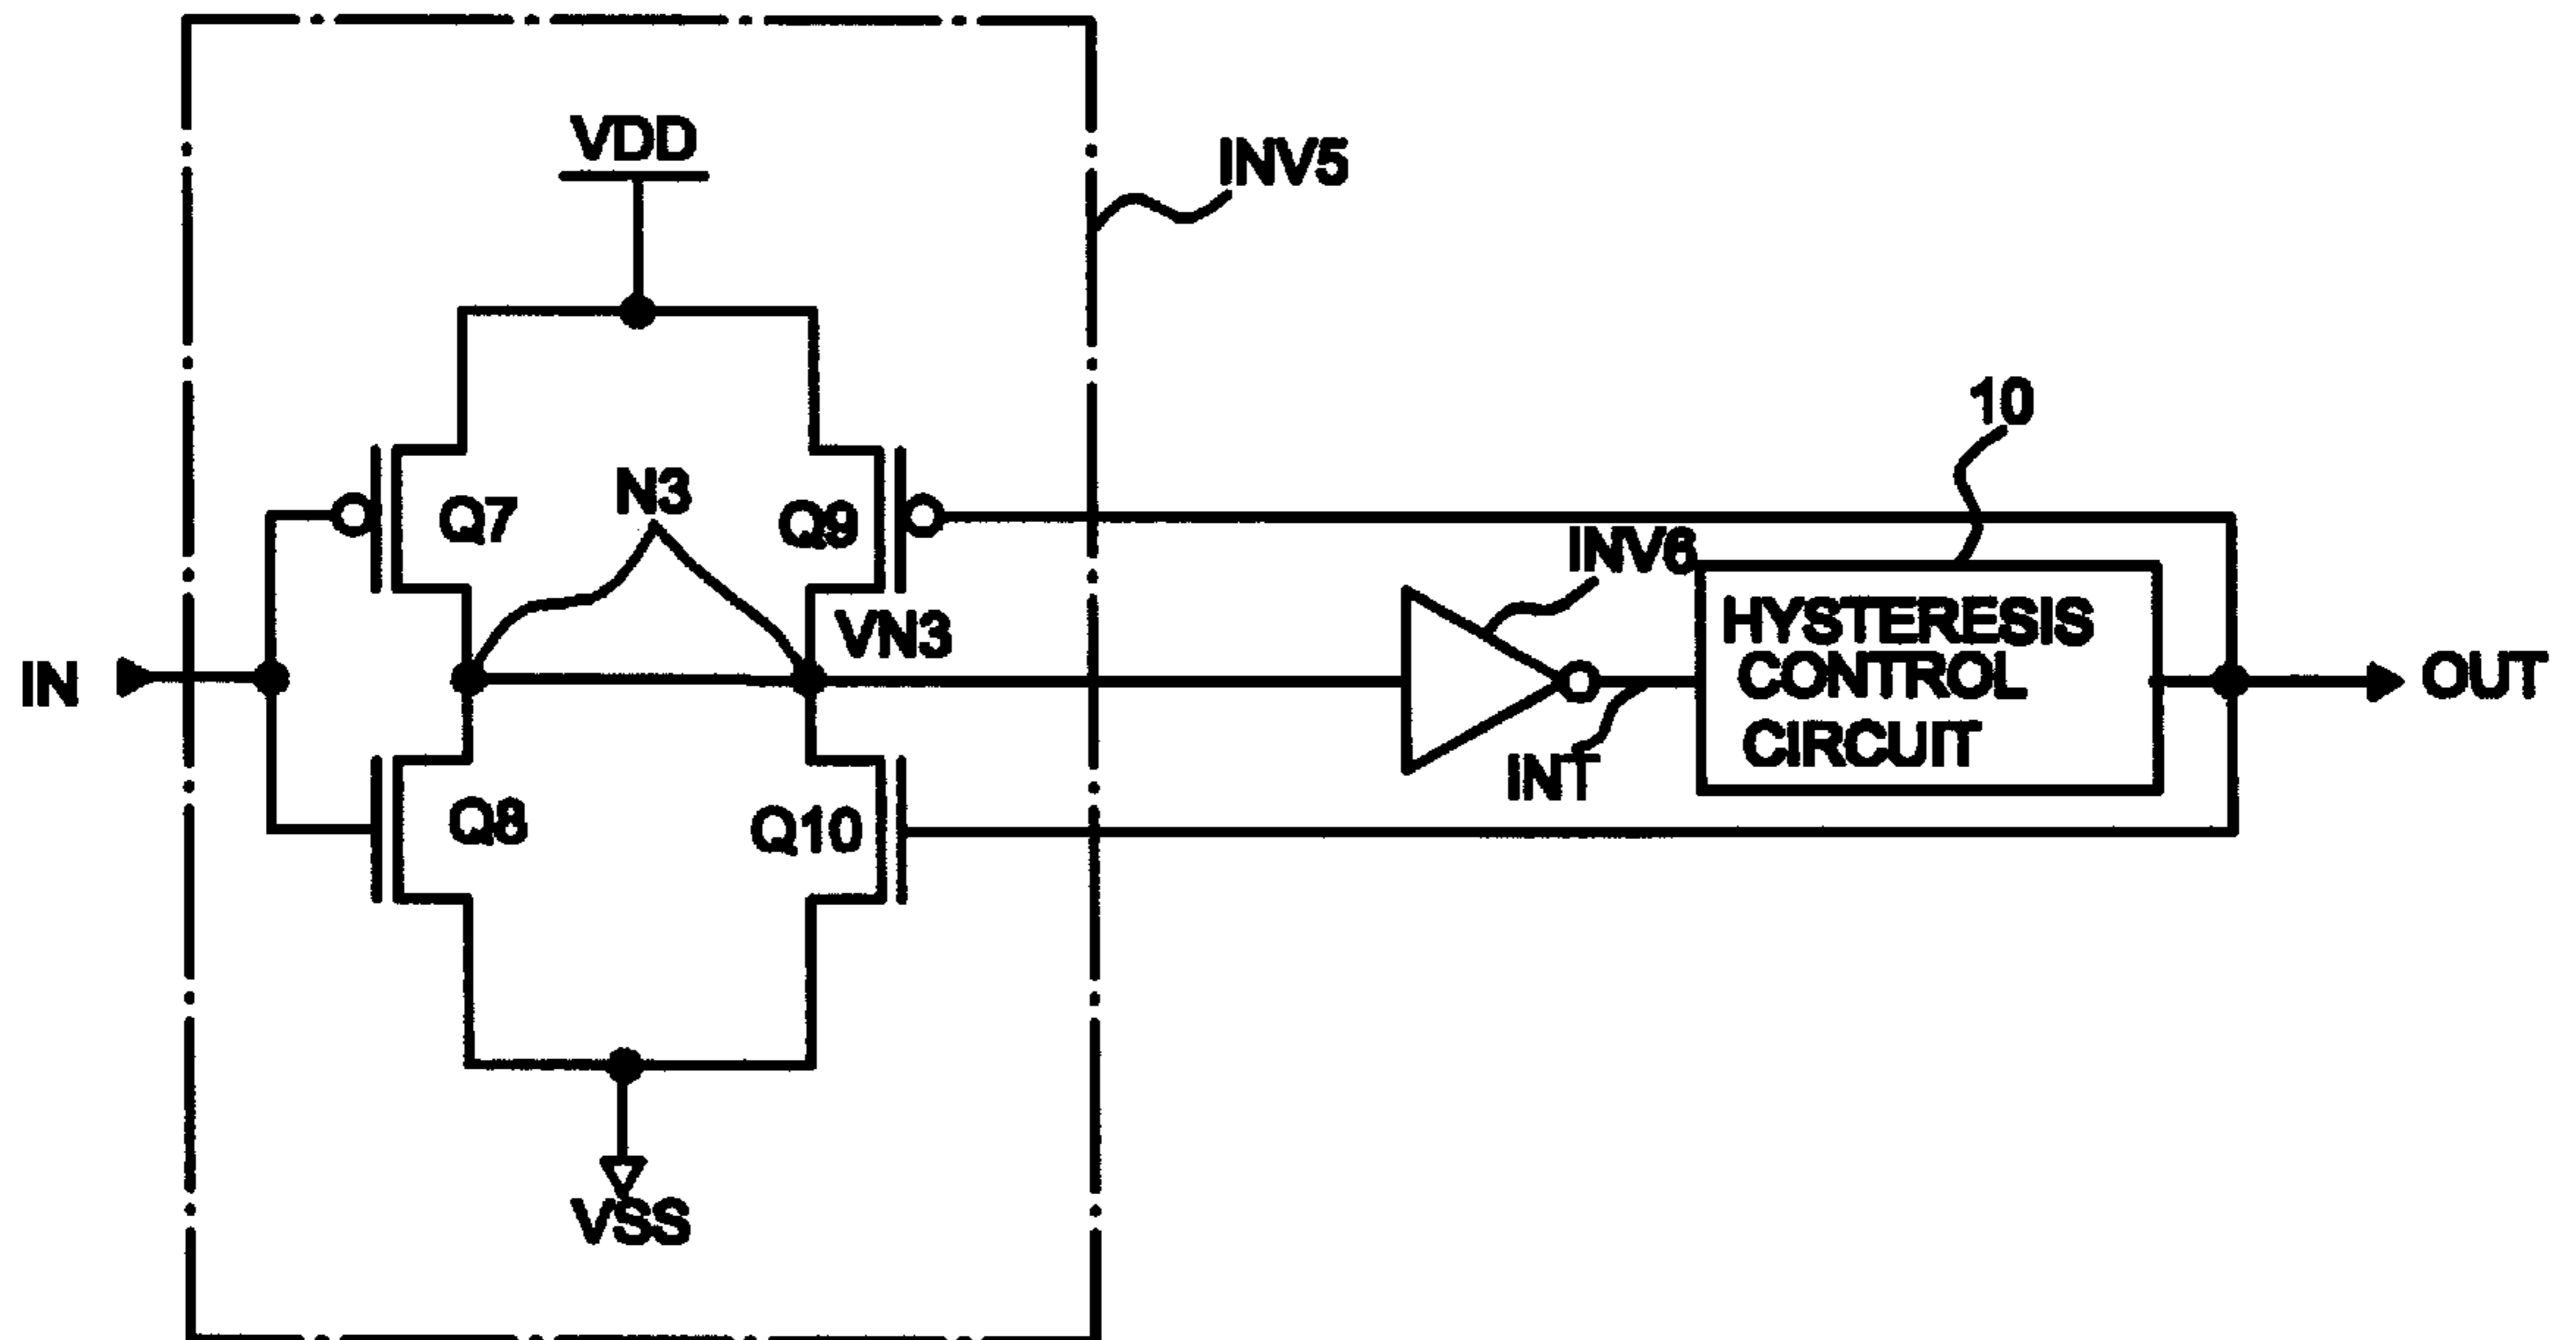 VDD
INV5
10
Q7
N3
Q9
INV6
VN3
HYSTERESIS
CONTROL
CIRCUIT
IN
OUT
INT
Q8
Q10
VSS